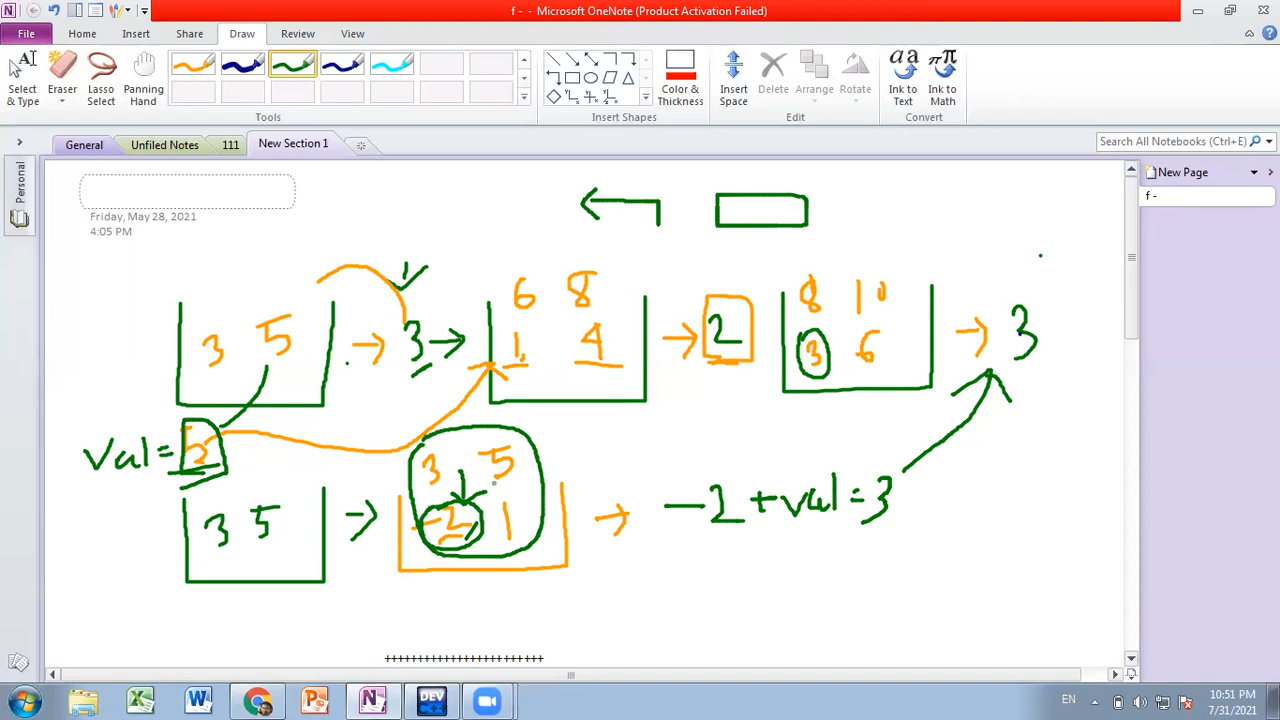 f - - Microsoft OneNote (Product Activation Failed)
File Home Insert Share Draw Review View
Select & Type
Eraser
Lasso Select
Panning Hand
Color & Thickness
Insert Space
Delete
Arrange
Rotate
Ink to Text
Ink to Math
Tools
Insert Shapes
Edit
Convert
General Unfiled Notes 111 New Section 1
Search All Notebooks (Ctrl+E)
Personal
New Page
f -
Friday, May 28, 2021
4:05 PM
6 8 8 10
3 5 3 1 4 2 3 6 3
val=
3 5
3 5 -2 1 -2+val=3
++++++++++++++++++++++++
EN
10:51 PM
7/31/2021